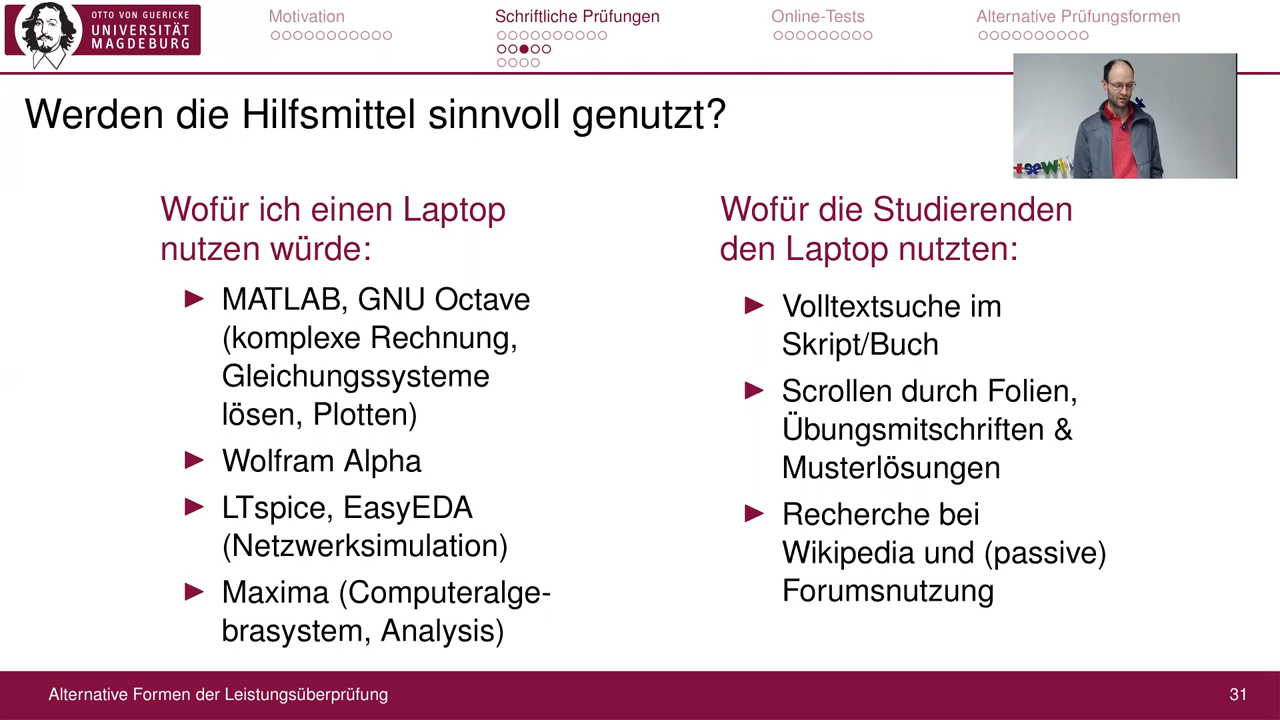 OTTO VON GUERICKE
UNIVERSITÄT
MAGDEBURG
Motivation
Schriftliche Prüfungen
Online-Tests
Alternative Prüfungsformen
Werden die Hilfsmittel sinnvoll genutzt?
Wofür ich einen Laptop
nutzen würde:
MATLAB, GNU Octave
(komplexe Rechnung,
Gleichungssysteme
lösen, Plotten)
Wolfram Alpha
LTspice, EasyEDA
(Netzwerksimulation)
Maxima (Computeralge-
brasystem, Analysis)
Wofür die Studierenden
den Laptop nutzten:
Volltextsuche im
Skript/Buch
Scrollen durch Folien,
Übungsmitschriften &
Musterlösungen
Recherche bei
Wikipedia und (passive)
Forumsnutzung
Alternative Formen der Leistungsüberprüfung
31